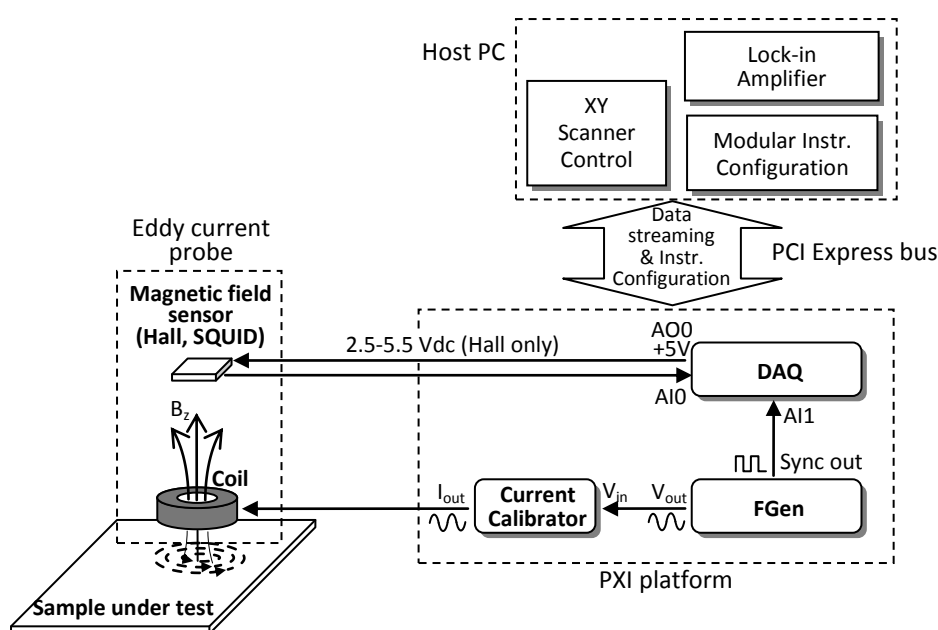 Host PC
Lock-in
Amplifier
XY
Scanner
Control
Modular Instr.
Configuration
Data
streaming
& Instr.
Configuration
PCI Express bus
Eddy current
probe
Magnetic field
sensor
(Hall, SQUID)
2.5-5.5 Vdc (Hall only)
AO0
+5V
DAQ
AI0
AI1
Bz
Coil
Sync out
Iout
Current
Calibrator
Vin
Vout
FGen
PXI platform
Sample under test